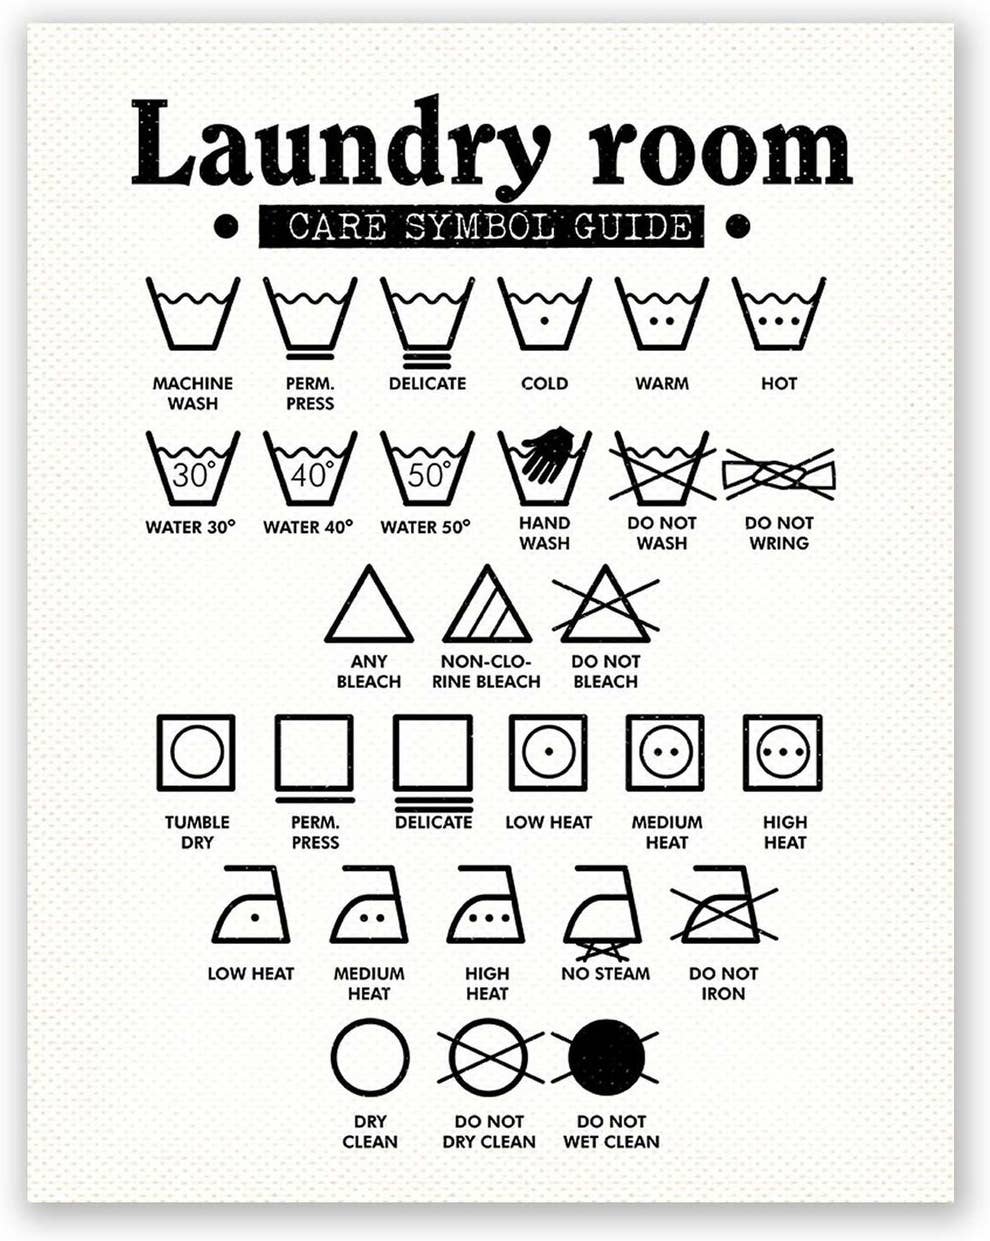 Laundry room
CARE SYMBOL GUIDE
MACHINE WASH
PERM. PRESS
DELICATE
COLD
WARM
HOT
30°
40°
50°
WATER 30°
WATER 40°
WATER 50°
HAND WASH
DO NOT WASH
DO NOT WRING
ANY BLEACH
NON-CLO-
RINE BLEACH
DO NOT BLEACH
TUMBLE DRY
PERM. PRESS
DELICATE
LOW HEAT
MEDIUM HEAT
HIGH HEAT
LOW HEAT
MEDIUM HEAT
HIGH HEAT
NO STEAM
DO NOT IRON
DRY CLEAN
DO NOT DRY CLEAN
DO NOT WET CLEAN